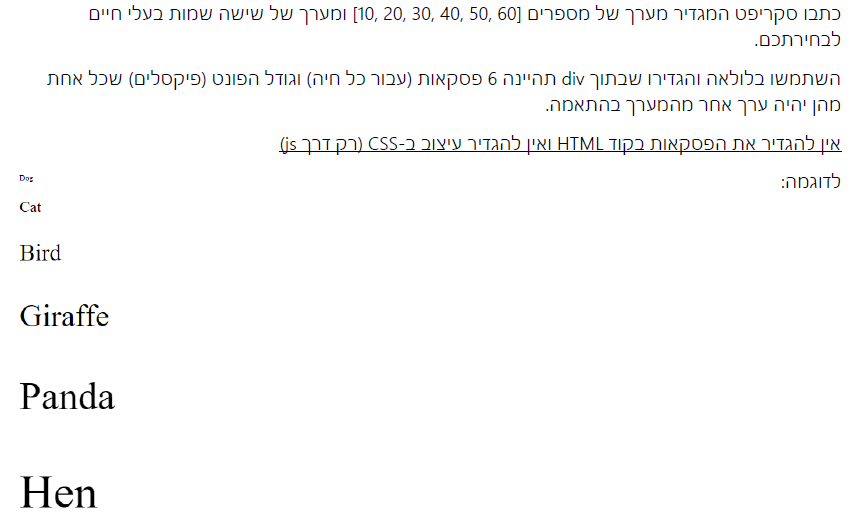 כתבו סקריפט המגדיר מערך של מספרים [10, 20, 30, 40, 50, 60] ומערך של שישה שמות בעלי חיים
לבחירתכם.
השתמשו בלולאה והגדירו שבתוך div תהיינה 6 פסקאות (עבור כל חיה) וגודל הפונט (פיקסלים) שכל אחת
מהן יהיה ערך אחר מהמערך בהתאמה.
אין להגדיר את הפסקאות בקוד HTML ואין להגדיר עיצוב ב-CSS (רק דרך js)
לדוגמה:
Dog
Cat
Bird
Giraffe
Panda
Hen